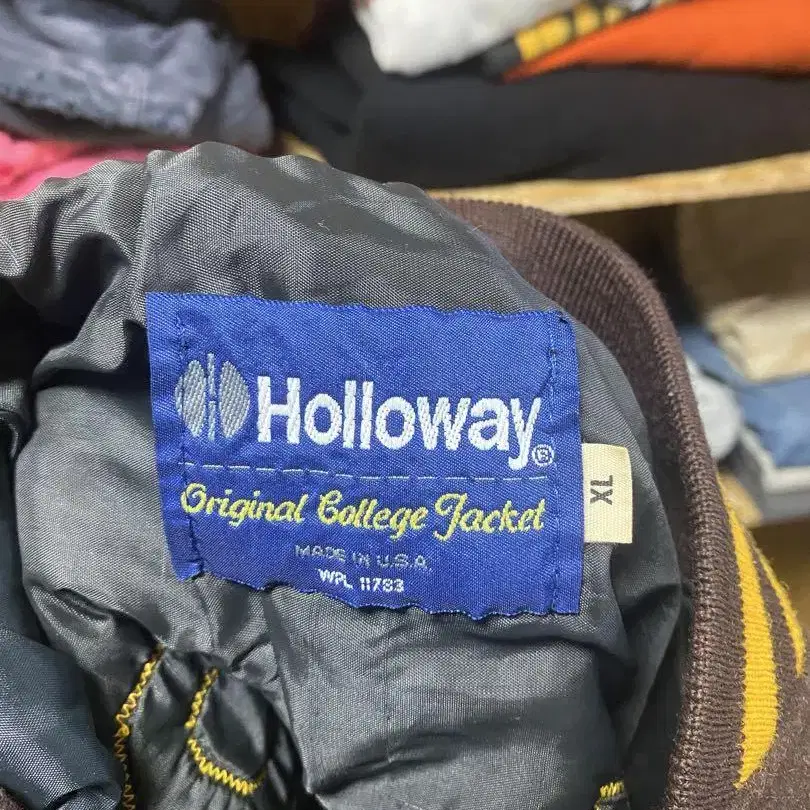 Holloway®
Original College Jacket
MADE IN U.S.A.
WPL 11783
XL